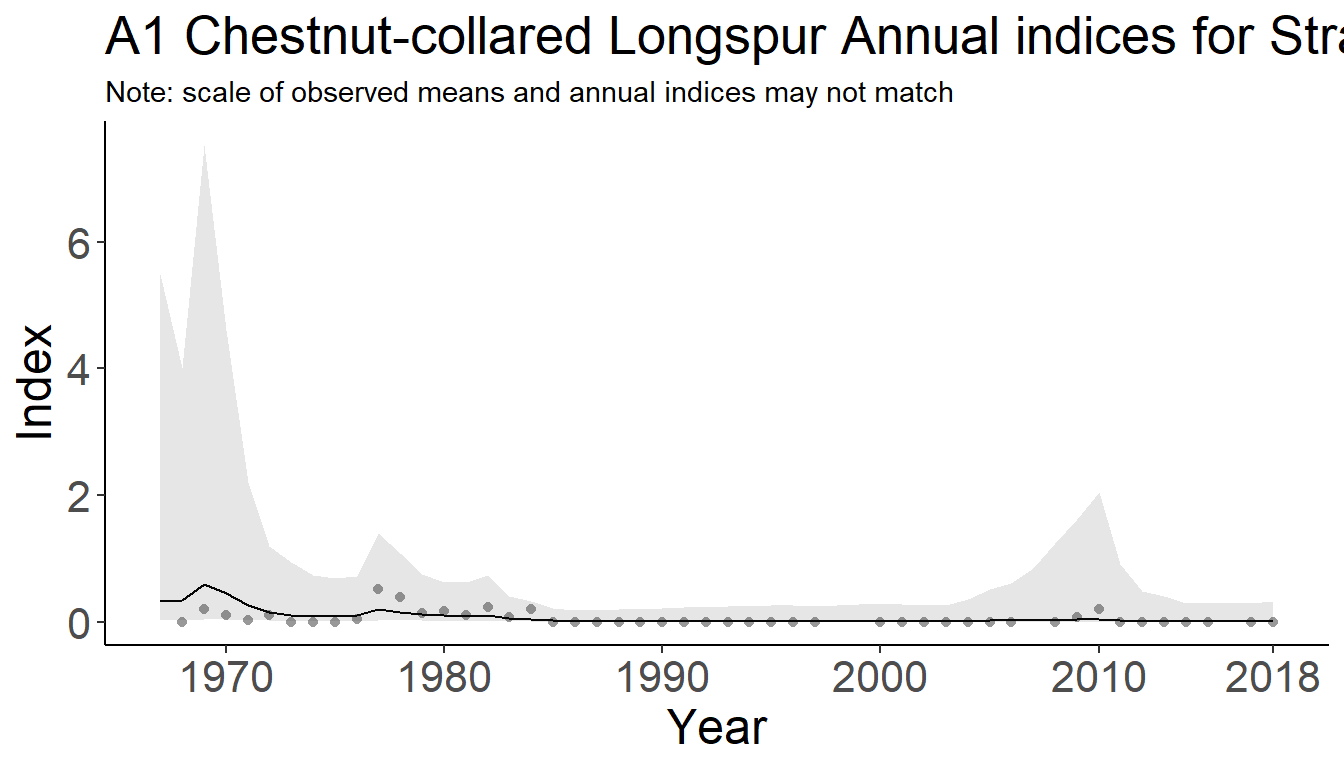 A1 Chestnut-collared Longspur Annual indices for Stra
Note: scale of observed means and annual indices may not match
Index
6
4
2
0
1970 1980 1990 2000 2010 2018
Year